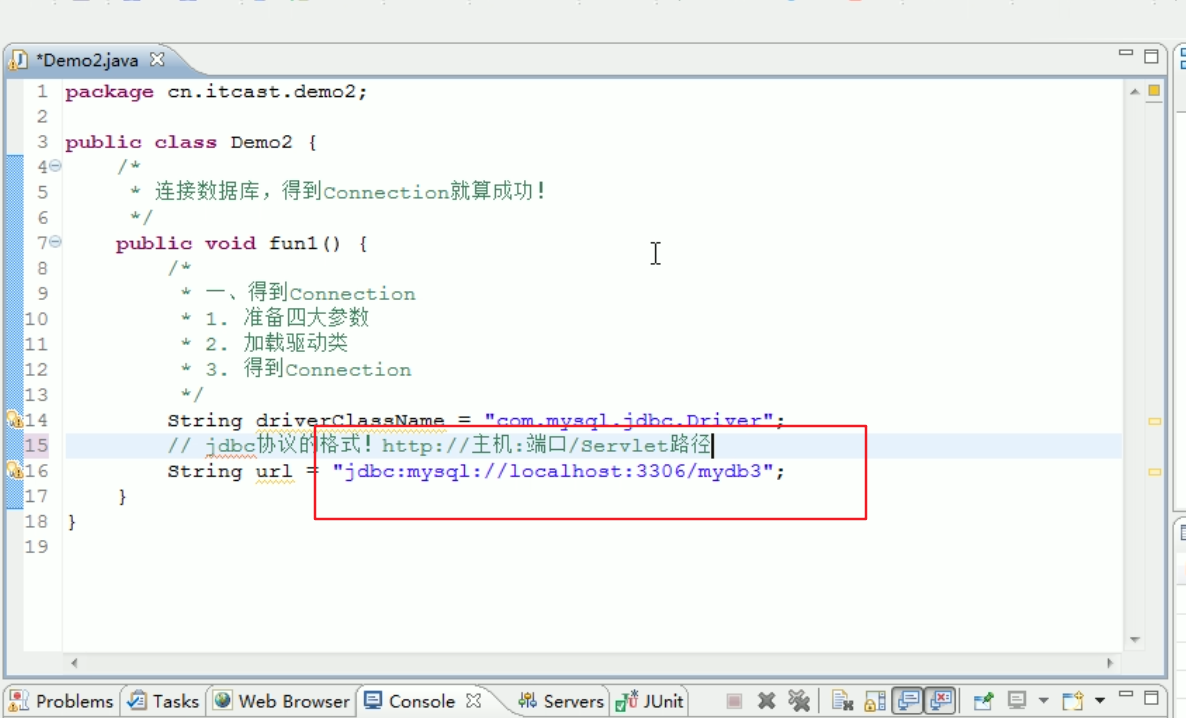 *Demo2.java
1 package cn.itcast.demo2;
2
3 public class Demo2 {
4 /*
5 * 连接数据库，得到Connection就算成功！
6 */
7 public void fun1() {
8 /*
9 * 一、得到Connection
10 * 1. 准备四大参数
11 * 2. 加载驱动类
12 * 3. 得到Connection
13 */
14 String driverClassName = "com.mysql.jdbc.Driver";
15 // jdbc协议的格式！http://主机:端口/Servlet路径
16 String url = "jdbc:mysql://localhost:3306/mydb3";
17 }
18 }
19
Problems Tasks Web Browser Console Servers JUnit